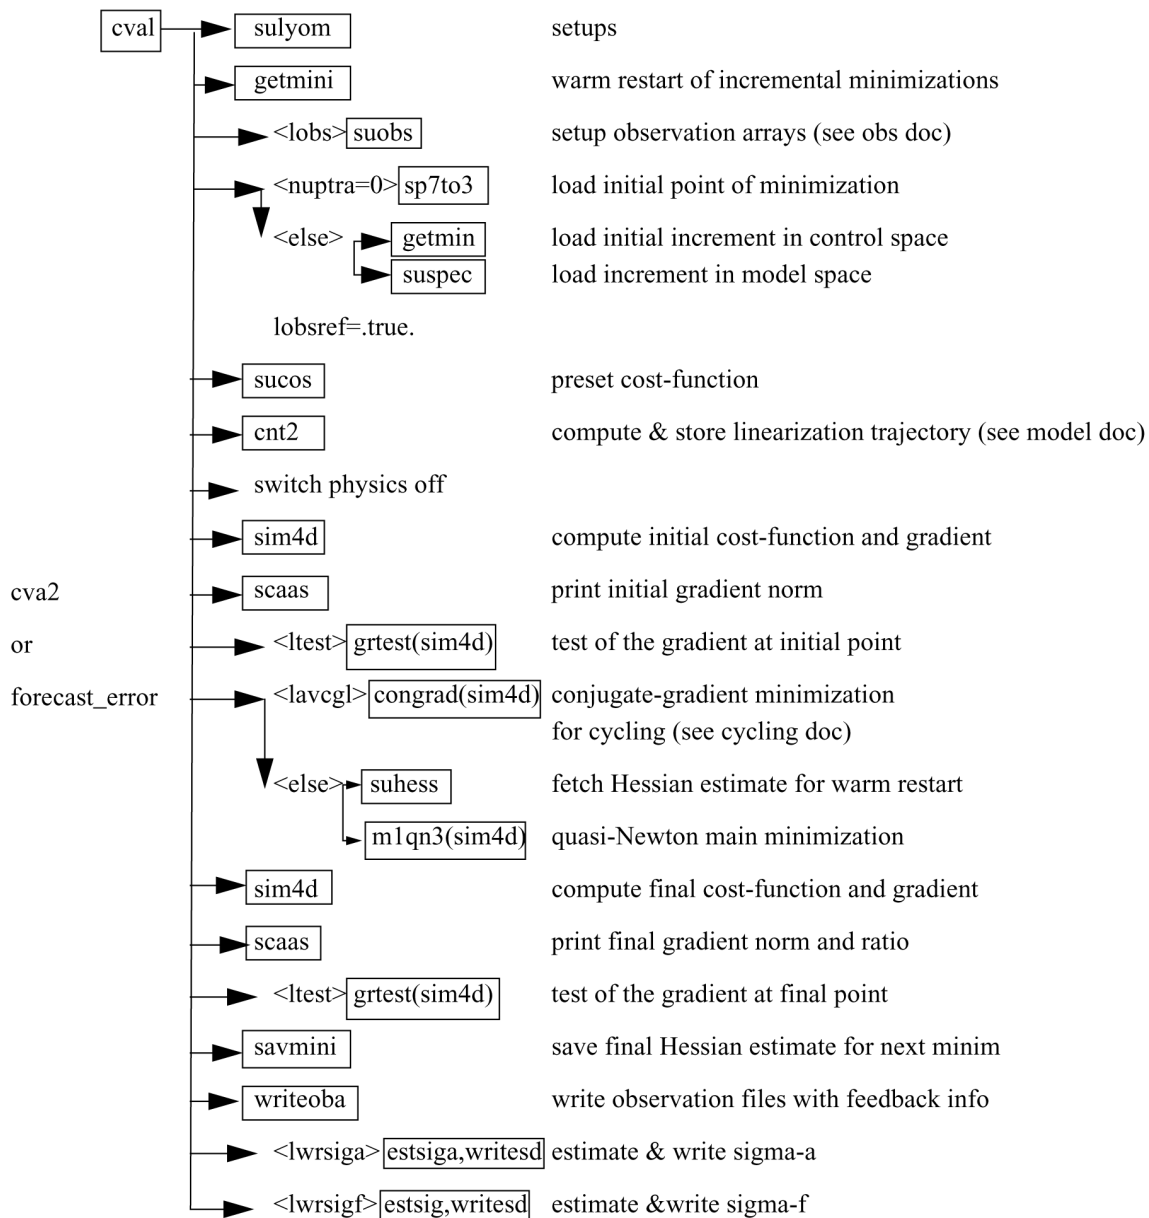 cval sulyom setups
getmini warm restart of incremental minimizations
<lobs> suobs setup observation arrays (see obs doc)
<nuptra=0> sp7to3 load initial point of minimization
<else> getmin load initial increment in control space
suspec load increment in model space
lobsref=.true.
sucos preset cost-function
cnt2 compute & store linearization trajectory (see model doc)
switch physics off
sim4d compute initial cost-function and gradient
cva2 scaas print initial gradient norm
or <ltest> grtest(sim4d) test of the gradient at initial point
forecast_error <lavcgl> congrad(sim4d) conjugate-gradient minimization
for cycling (see cycling doc)
<else> suhess fetch Hessian estimate for warm restart
m1qn3(sim4d) quasi-Newton main minimization
sim4d compute final cost-function and gradient
scaas print final gradient norm and ratio
<ltest> grtest(sim4d) test of the gradient at final point
savmini save final Hessian estimate for next minim
writeoba write observation files with feedback info
<lwrsiga> estsiga,writesd estimate & write sigma-a
<lwrsigf> estsig,writesd estimate &write sigma-f